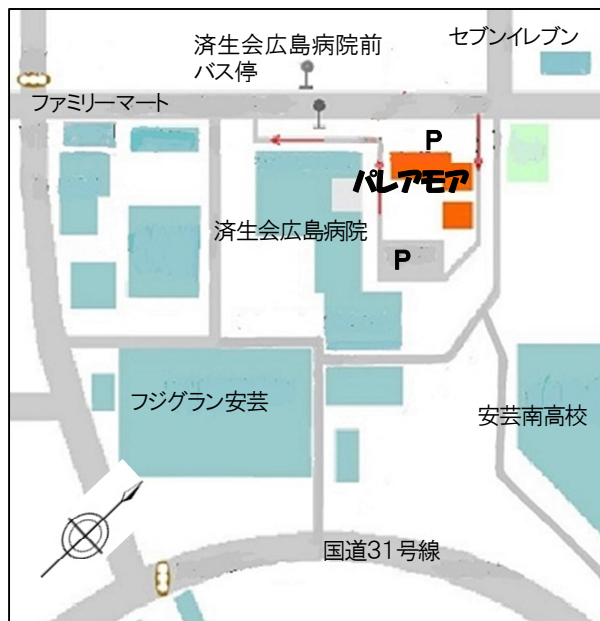 セブンイレブン
済生会広島病院前
バス停
ファミリーマート
P
パレアモア
済生会広島病院
P
フジグラン安芸
安芸南高校
国道31号線